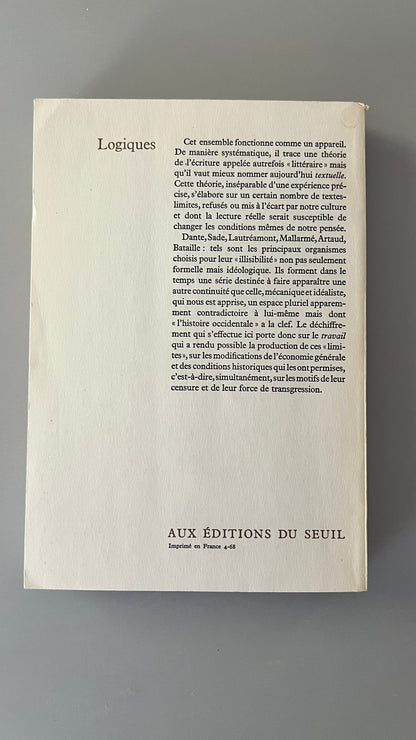 Logiques
Cet ensemble fonctionne comme un appareil.
De manière systématique, il trace une théorie
de l'écriture appelée autrefois « littéraire » mais
qu'il vaut mieux nommer aujourd'hui textuelle.
Cette théorie, inséparable d'une expérience pré-
cise, s'élabore sur un certain nombre de textes-
limites, refusés ou mis à l'écart par notre culture
et dont la lecture réelle serait susceptible de
changer les conditions mêmes de notre pensée.
Dante, Sade, Lautréamont, Mallarmé, Artaud,
Bataille : tels sont les principaux organismes
choisis pour leur « illisibilité » non pas seulement
formelle mais idéologique. Ils forment dans le
temps une série destinée à faire apparaître une
autre continuité que celle, mécanique et idéaliste,
qui nous est apprise, un espace pluriel apparem-
ment contradictoire à lui-même mais dont
« l'histoire occidentale » a la clef. Le déchiffre-
ment qui s'effectue ici porte donc sur le travail
qui a rendu possible la production de ces « limi-
tes », sur les modifications de l'économie générale
et des conditions historiques qui les ont permises,
c'est-à-dire, simultanément, sur les motifs de leur
censure et de leur force de transgression.
AUX ÉDITIONS DU SEUIL
Imprimé en France 4-68